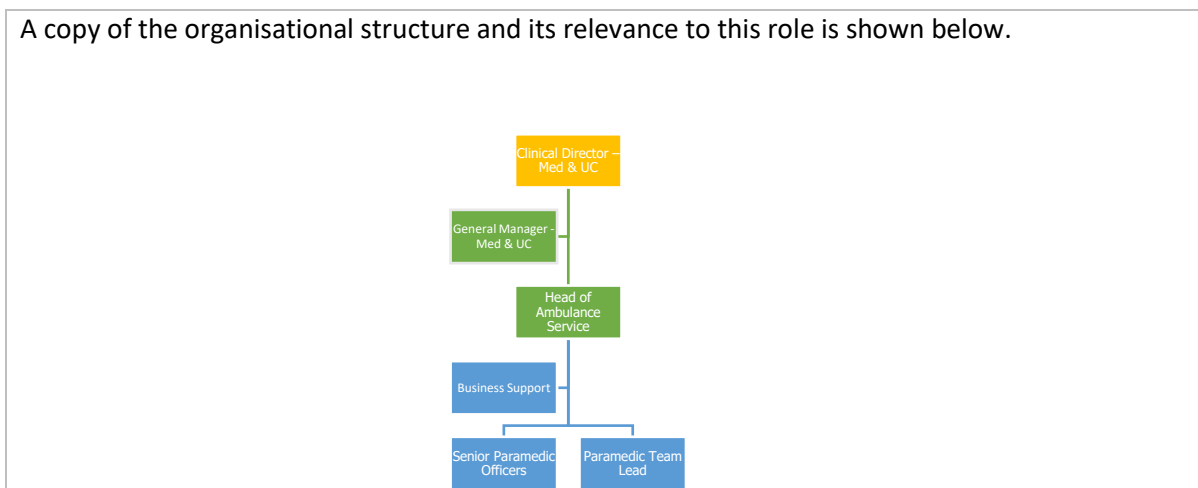 A copy of the organisational structure and its relevance to this role is shown below.
Clinical Director –
Med & UC
General Manager -
Med & UC
Head of
Ambulance
Service
Business Support
Senior Paramedic
Officers
Paramedic Team
Lead